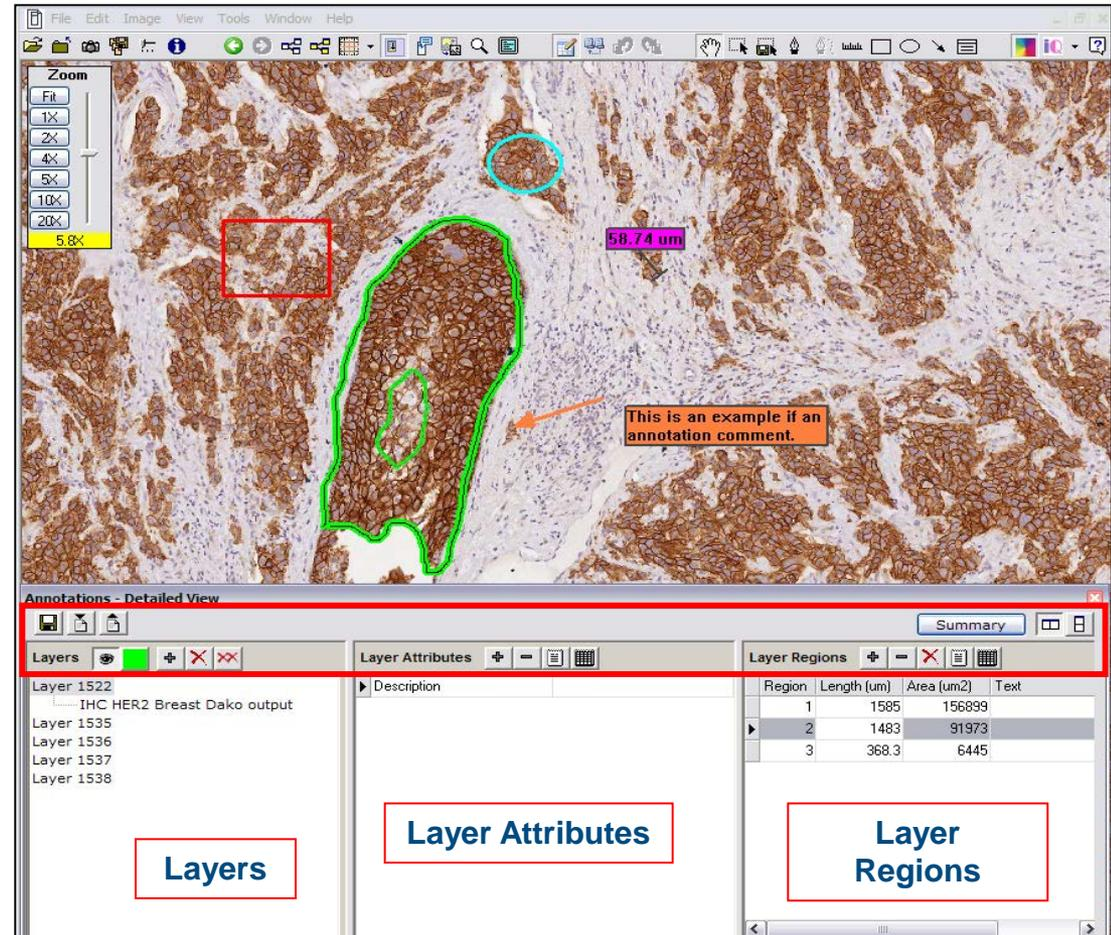 File Edit Image View Tools Window Help
iQ
Zoom
Fit
1X
2X
4X
5X
10X
20X
5.8X
58.74 um
This is an example if an
annotation comment.
Annotations - Detailed View
Summary
Layers
Layer Attributes
Layer Regions
Layer 1522
IHC HER2 Breast Dako output
Layer 1535
Layer 1536
Layer 1537
Layer 1538
Description
Region Length (um) Area (um2) Text
1 1585 156899
2 1483 91973
3 368.3 6445
Layers
Layer Attributes
Layer
Regions